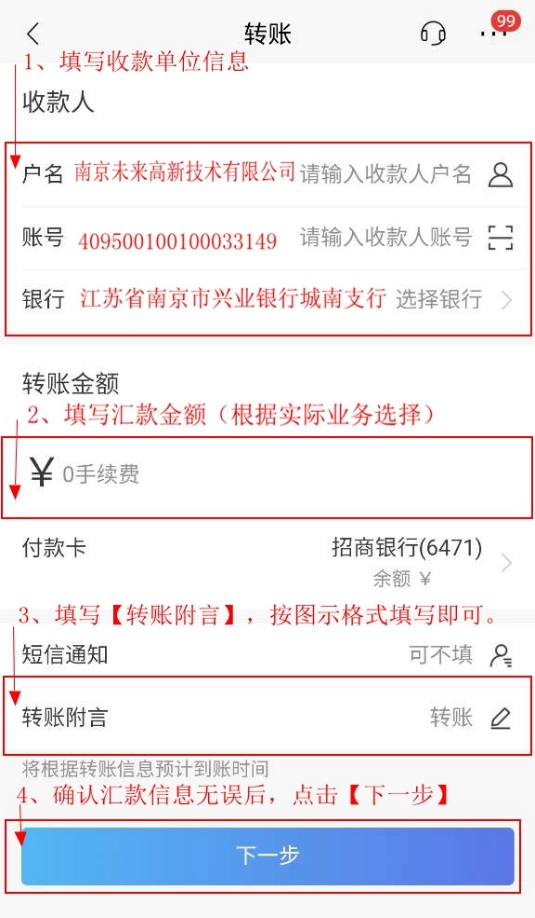 转账
99
1、填写收款单位信息
收款人
户名 南京未来高新技术有限公司 请输入收款人户名
账号 409500100100033149 请输入收款人账号
银行 江苏省南京市兴业银行城南支行 选择银行
转账金额
2、填写汇款金额（根据实际业务选择）
¥ 0手续费
付款卡 招商银行(6471)
余额 ¥
3、填写【转账附言】，按图示格式填写即可。
短信通知 可不填
转账附言 转账
将根据转账信息预计到账时间
4、确认汇款信息无误后，点击【下一步】
下一步